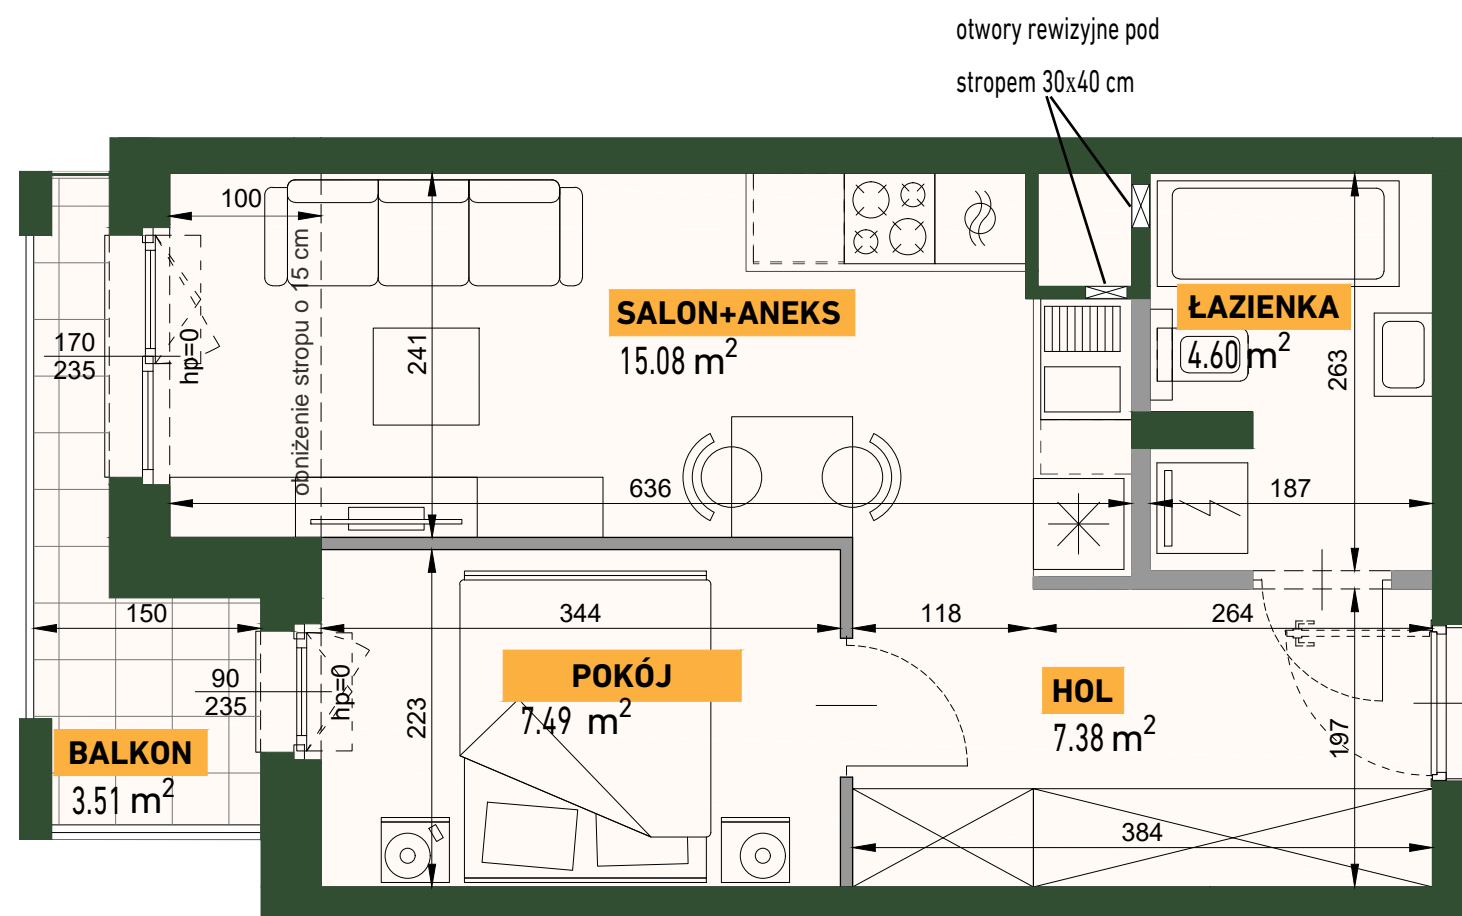 otwory rewizyjne pod
stropem 30x40 cm
100
obniżenie stropu o 15 cm
170
235
hp=0
241
SALON+ANEKS
15.08 m²
ŁAZIENKA
4.60 m²
263
636
187
150
344
118
264
90
235
hp=0
223
POKÓJ
7.49 m²
HOL
7.38 m²
197
BALKON
3.51 m²
384